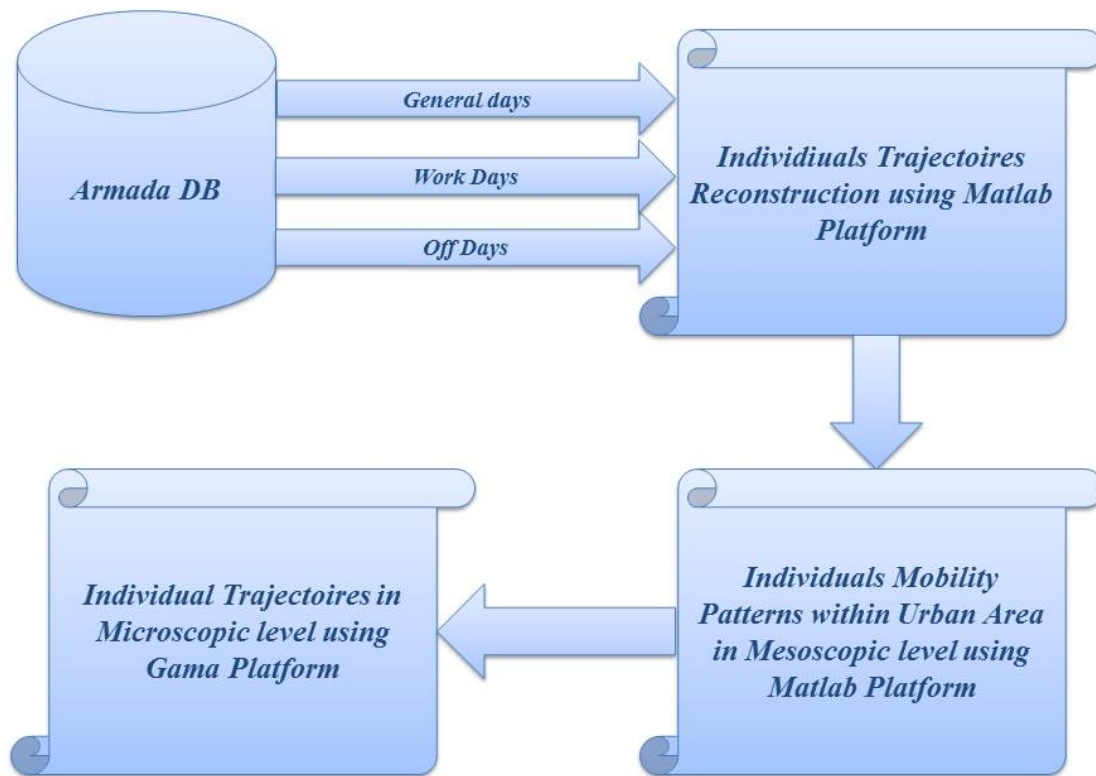 Armada DB
General days
Work Days
Off Days
Individiuals Trajectoires
Reconstruction using Matlab
Platform
Individuals Mobility
Patterns within Urban Area
in Mesoscopic level using
Matlab Platform
Individual Trajectoires in
Microscopic level using
Gama Platform